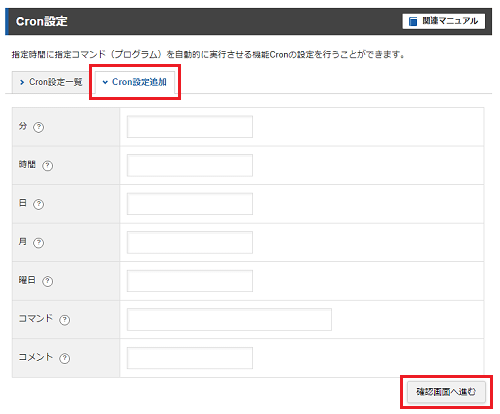 Cron設定
関連マニュアル
指定時間に指定コマンド（プログラム）を自動的に実行させる機能Cronの設定を行うことができます。
Cron設定一覧 Cron設定追加
分 ?
時間 ?
日 ?
月 ?
曜日 ?
コマンド ?
コメント ?
確認画面へ進む